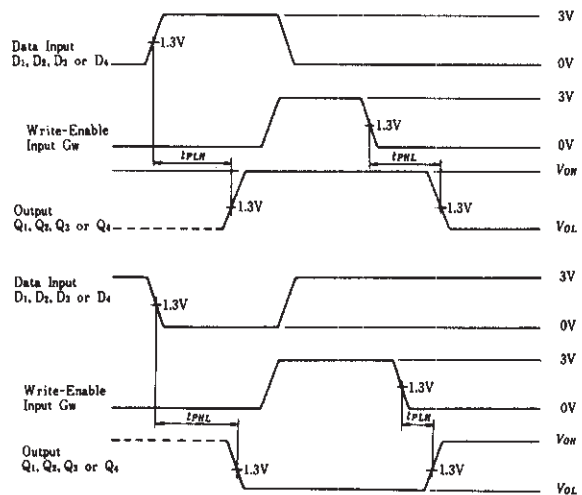 3V
Data Input
D1, D2, D3 or D4
1.3V
0V
3V
Write-Enable
Input Gw
1.3V
0V
tPLH
tPHL
VOH
Output
Q1, Q2, Q3 or Q4
1.3V
1.3V
VOL
3V
Data Input
D1, D2, D3 or D4
1.3V
0V
3V
Write-Enable
Input Gw
1.3V
0V
tPHL
tPLH
VOH
Output
Q1, Q2, Q3 or Q4
1.3V
1.3V
VOL